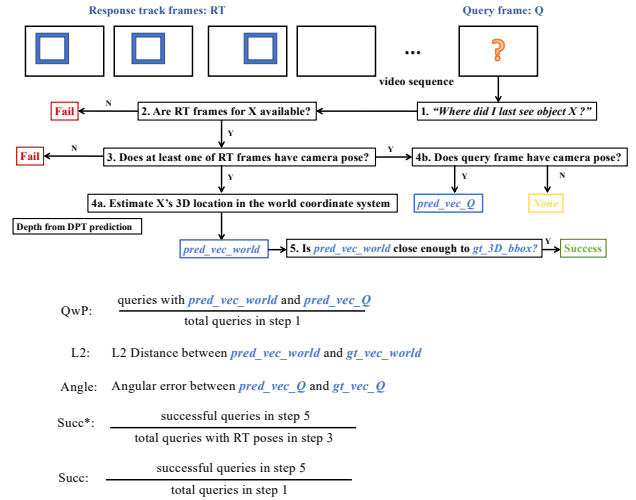 Response track frames: RT
Query frame: Q
?
...
video sequence
Fail
N
2. Are RT frames for X available?
1. “Where did I last see object X ?”
Y
Fail
N
3. Does at least one of RT frames have camera pose?
Y
4b. Does query frame have camera pose?
Y
Y
N
4a. Estimate X's 3D location in the world coordinate system
pred_vec_Q
None
Depth from DPT prediction
pred_vec_world
5. Is pred_vec_world close enough to gt_3D_bbox?
Y
Success
QwP:
queries with pred_vec_world and pred_vec_Q
total queries in step 1
L2: L2 Distance between pred_vec_world and gt_vec_world
Angle: Angular error between pred_vec_Q and gt_vec_Q
Succ*:
successful queries in step 5
total queries with RT poses in step 3
Succ:
successful queries in step 5
total queries in step 1